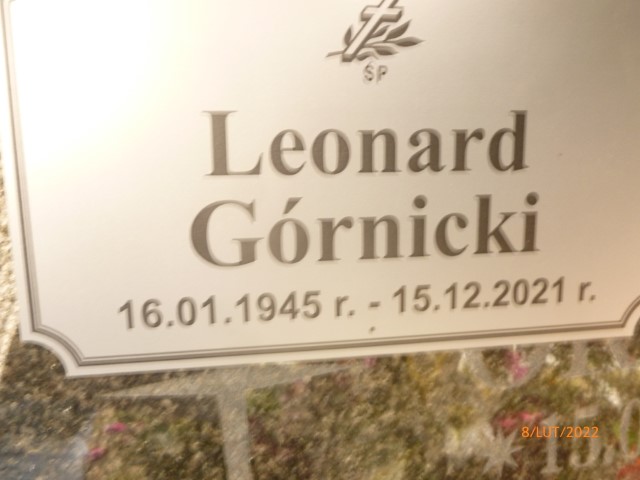 ŚP
Leonard
Górnicki
16.01.1945 r. - 15.12.2021 r.
8/LUT/2022